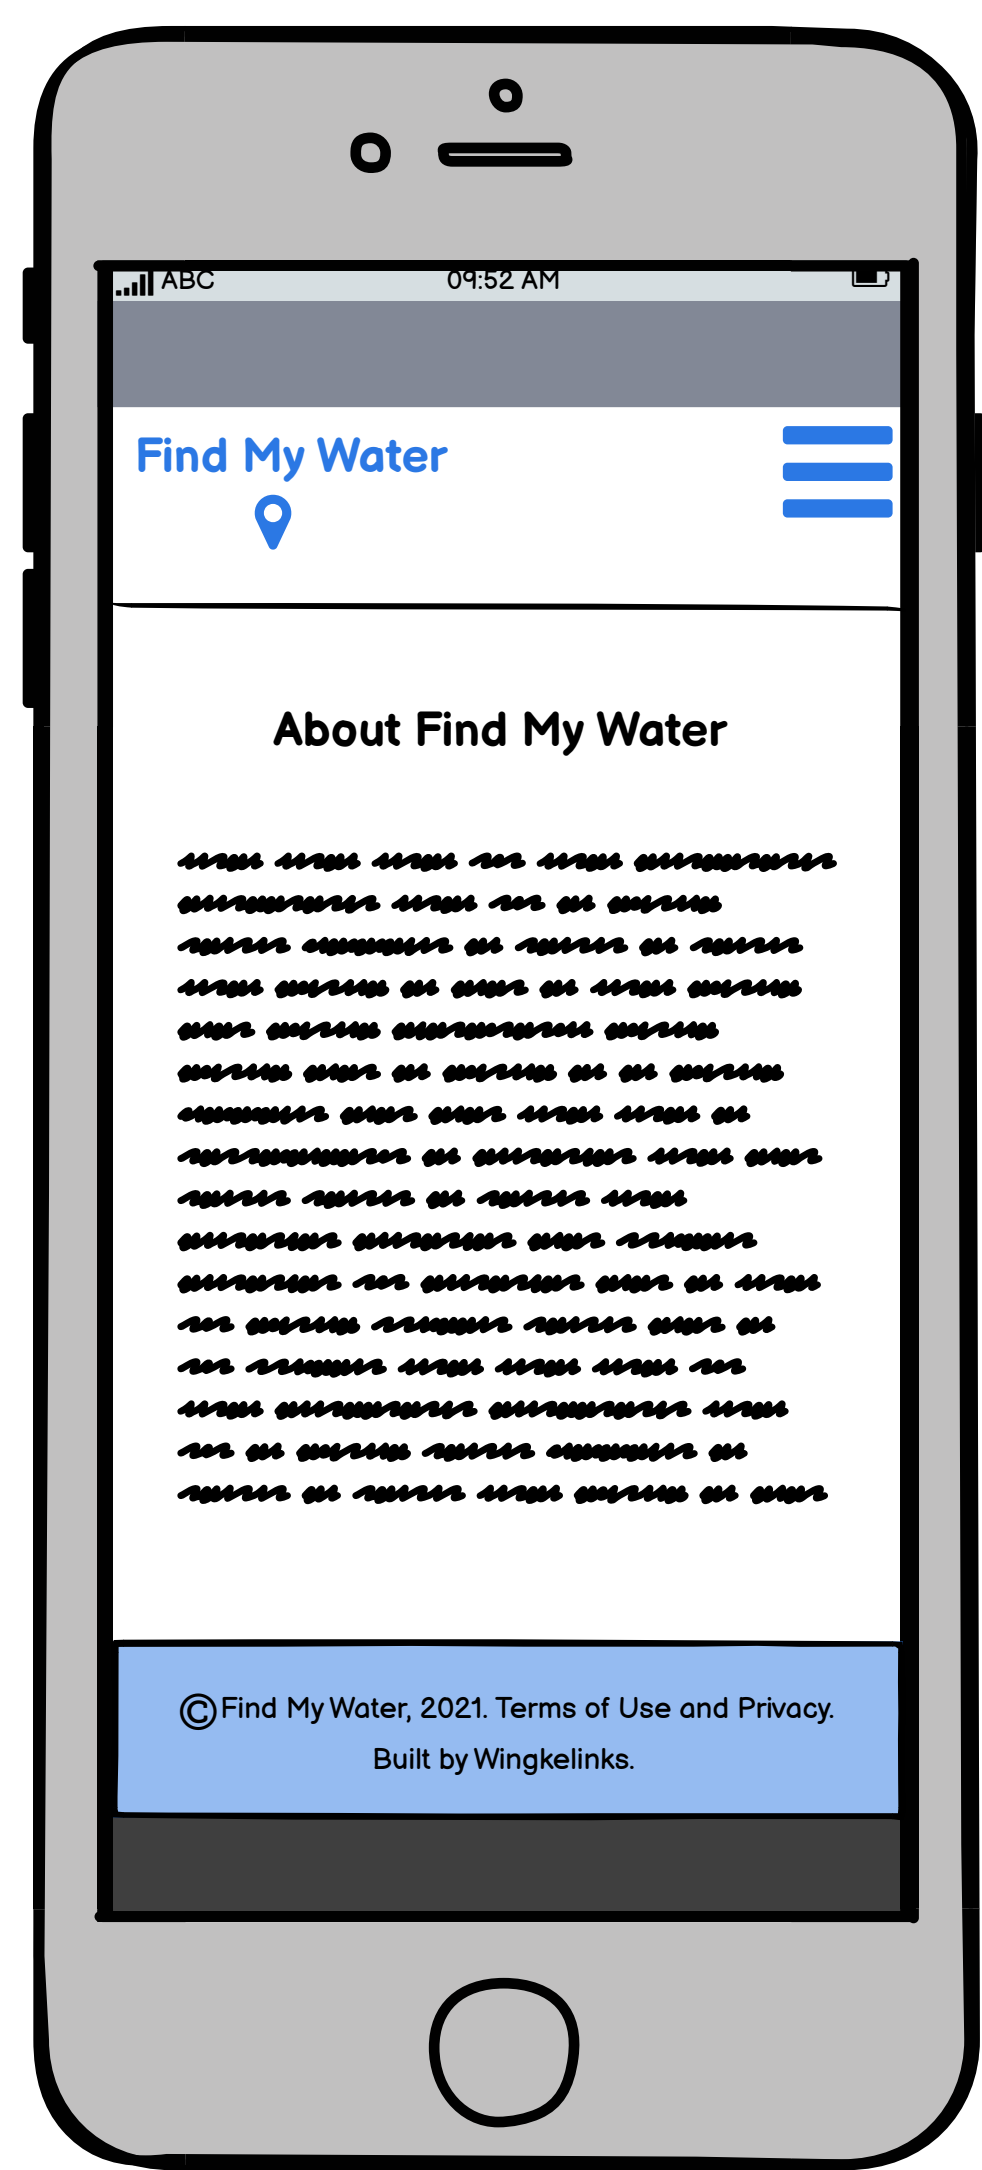 ABC 09:52 AM
Find My Water
About Find My Water
©Find My Water, 2021. Terms of Use and Privacy.
Built by Wingkelinks.